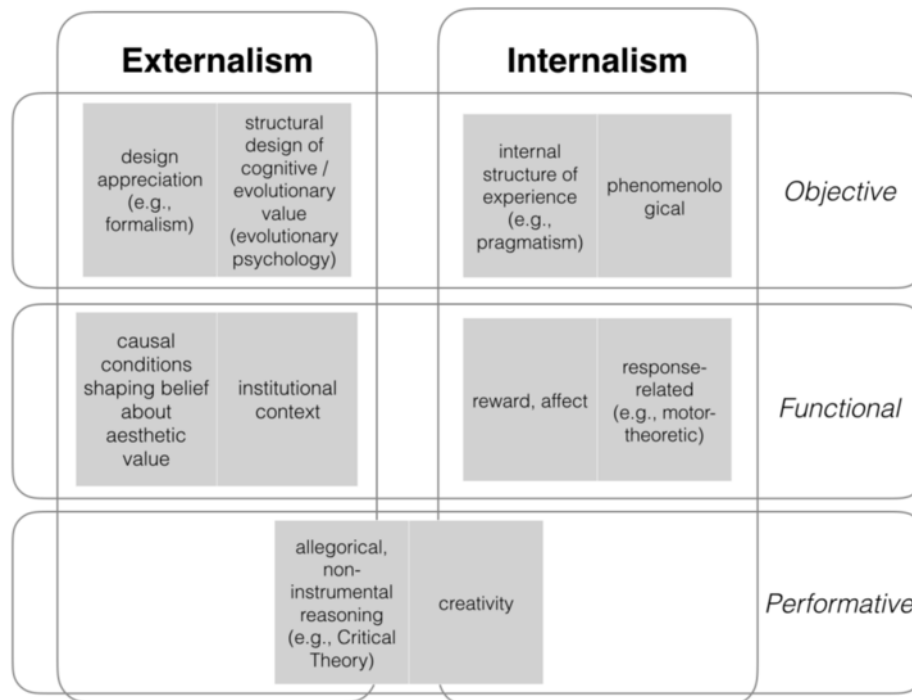 Externalism
Internalism
design
appreciation
(e.g.,
formalism)
structural
design of
cognitive /
evolutionary
value
(evolutionary
psychology)
internal
structure of
experience
(e.g.,
pragmatism)
phenomenolo
gical
Objective
causal
conditions
shaping belief
about
aesthetic
value
institutional
context
reward, affect
response-
related
(e.g., motor-
theoretic)
Functional
allegorical,
non-
instrumental
reasoning
(e.g., Critical
Theory)
creativity
Performative